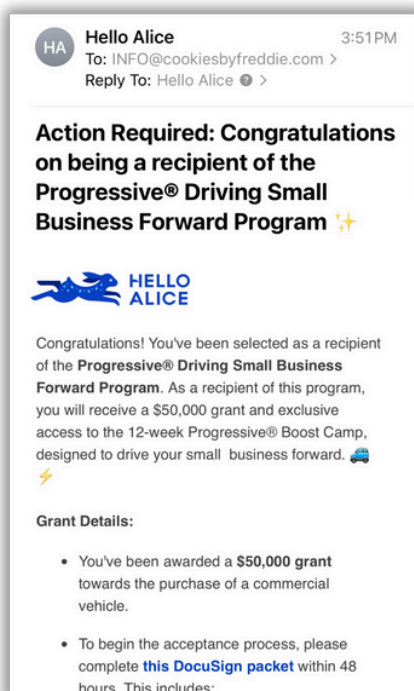 HA
Hello Alice
3:51 PM
To: INFO@cookiesbyfreddie.com >
Reply To: Hello Alice ? >
Action Required: Congratulations
on being a recipient of the
Progressive® Driving Small
Business Forward Program ✨
HELLO
ALICE
Congratulations! You've been selected as a recipient
of the Progressive® Driving Small Business
Forward Program. As a recipient of this program,
you will receive a $50,000 grant and exclusive
access to the 12-week Progressive® Boost Camp,
designed to drive your small business forward. 🚙
⚡
Grant Details:
• You've been awarded a $50,000 grant
towards the purchase of a commercial
vehicle.
• To begin the acceptance process, please
complete this DocuSign packet within 48
hours. This includes: